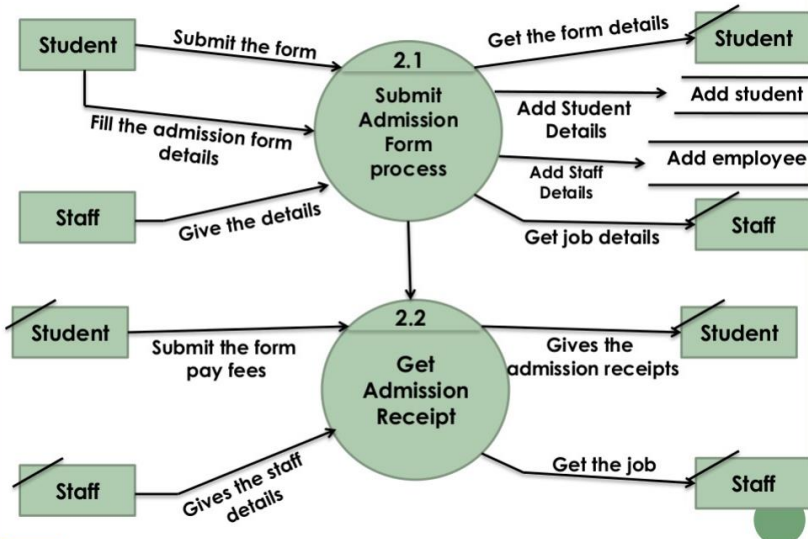 Student
Submit the form
Fill the admission form
details
Staff
Give the details
2.1
Submit
Admission
Form
process
Get the form details
Student
Add Student
Details
Add student
Add Staff
Details
Add employee
Get job details
Staff
Student
Submit the form
pay fees
Staff
Gives the staff
details
2.2
Get
Admission
Receipt
Gives the
admission receipts
Student
Get the job
Staff